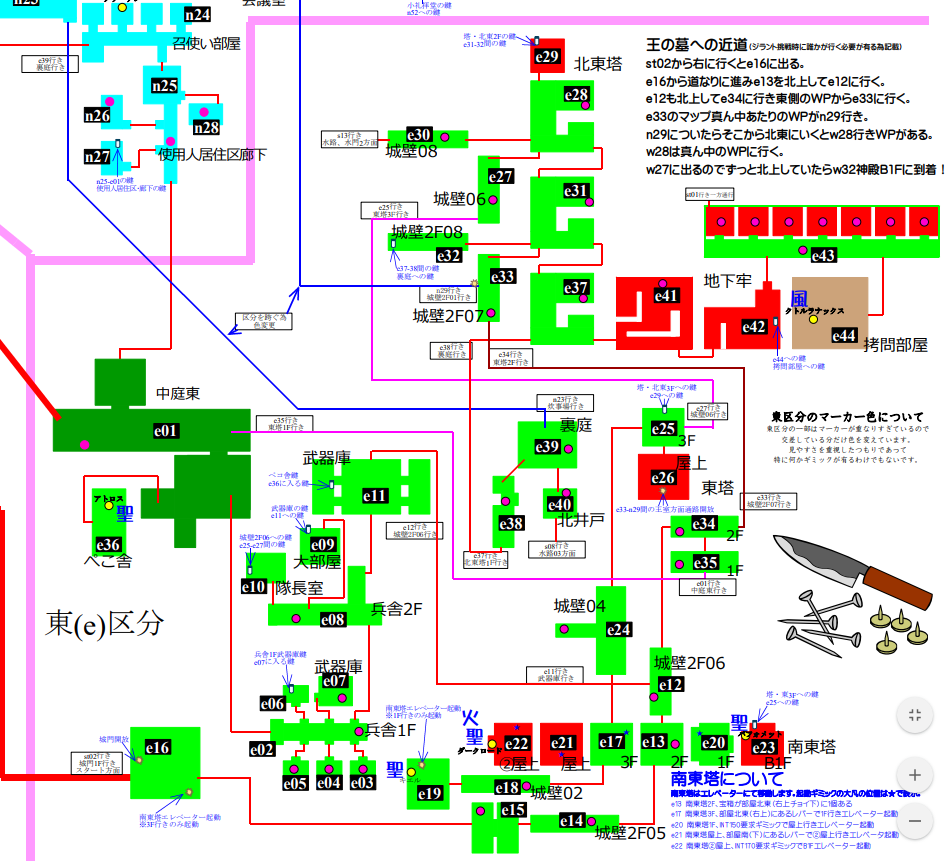 会議室
小礼拝堂の鍵
n52への鍵
n24
召使い部屋
e39行き
裏庭行き
n25
n26
n28
n27
使用人居住区廊下
n25-e01の鍵
使用人居住区-廊下の鍵
塔・北東2Fの鍵
e31-32間の鍵
e29
北東塔
e28
s13行き
水路、水門2方面
e30
城壁08
e27
城壁06
e31
e25行き
東塔3F行き
城壁2F08
e32
e37-38間の鍵
裏庭への鍵
e33
n29行き
城壁2F01行き
城壁2F07
e37
e38行き
裏庭行き
e34行き
東塔2F行き
区分を跨ぐ為
色変更
王の墓への近道(ジラント挑戦時に誰かが行く必要が有る為記載)
st02から右に行くとe16に出る。
e16から道なりに進みe13を北上してe12に行く。
e12も北上してe34に行き東側のWPからe33に行く。
e33のマップ真ん中あたりのWPがn29行き。
n29についたらそこから北東にいくとw28行きWPがある。
w28は真ん中のWPに行く。
w27に出るのでずっと北上していたらw32神殿B1Fに到着!
st01行き一方通行
e43
地下牢
e41
e42
風
クトルラナックス
e44
拷問部屋
e44への鍵
拷問部屋への鍵
中庭東
e01
e35行き
東塔1F行き
アトロス
聖
e36
ぺこ舎
東(e)区分
武器庫
ペコ舎鍵
e36に入る鍵
e11
武器庫の鍵
e11への鍵
e12行き
城壁2F06行き
城壁2F06への鍵
e25-e27間の鍵
e09
大部屋
e10
隊長室
e08
兵舎2F
n23行き
炊事場行き
裏庭
e39
e38
e40
北井戸
e37行き
北東塔1F行き
s08行き
水路03方面
塔・北東3Fへの鍵
e29への鍵
e27行き
城壁06行き
e25
3F
屋上
e26
東塔
e33-n29間の主室方面通路開放
e33行き
城壁2F07行き
e34
2F
e35
1F
e01行き
中庭東行き
東区分のマーカー色について
東区分の一部はマーカーが重なりすぎているので
交差している分だけ色を変えています。
見やすさを重視したつもりであって
特に何かギミックが有るわけでもないです。
城壁04
e24
e11行き
武器庫行き
城壁2F06
e12
兵舎1F武器庫鍵
e07に入る鍵
武器庫
e07
e06
e02
兵舎1F
e05
e04
e03
南東塔エレベーター起動
※1F行きのみ起動
城門開放
e16
st02行き
城門1F行き
スタート方面
南東塔エレベーター起動
※3F行きのみ起動
聖
e19
火
聖
ダークロード
e22
②屋上
e21
屋上
e17
3F
e13
2F
e20
1F
塔・東3Fへの鍵
e25への鍵
聖
バフォメット
e23
B1F
南東塔
e18
城壁02
e15
e14
城壁2F05
南東塔について
南東塔はエレベーターにて移動します。起動ギミックの大凡の位置は★で表示。
e13 南東塔2F、宝箱が部屋北東(右上チョイ下)に1個ある
e17 南東塔3F、部屋北東(右上)にあるレバーで1F行きエレベーター起動
e20 南東塔1F、INT150要求ギミックで屋上行きエレベーター起動
e21 南東塔屋上、部屋南(下)にあるレバーで②屋上行きエレベータ起動
e22 南東塔②屋上、INT170要求ギミックでB1F行きエレベーター起動